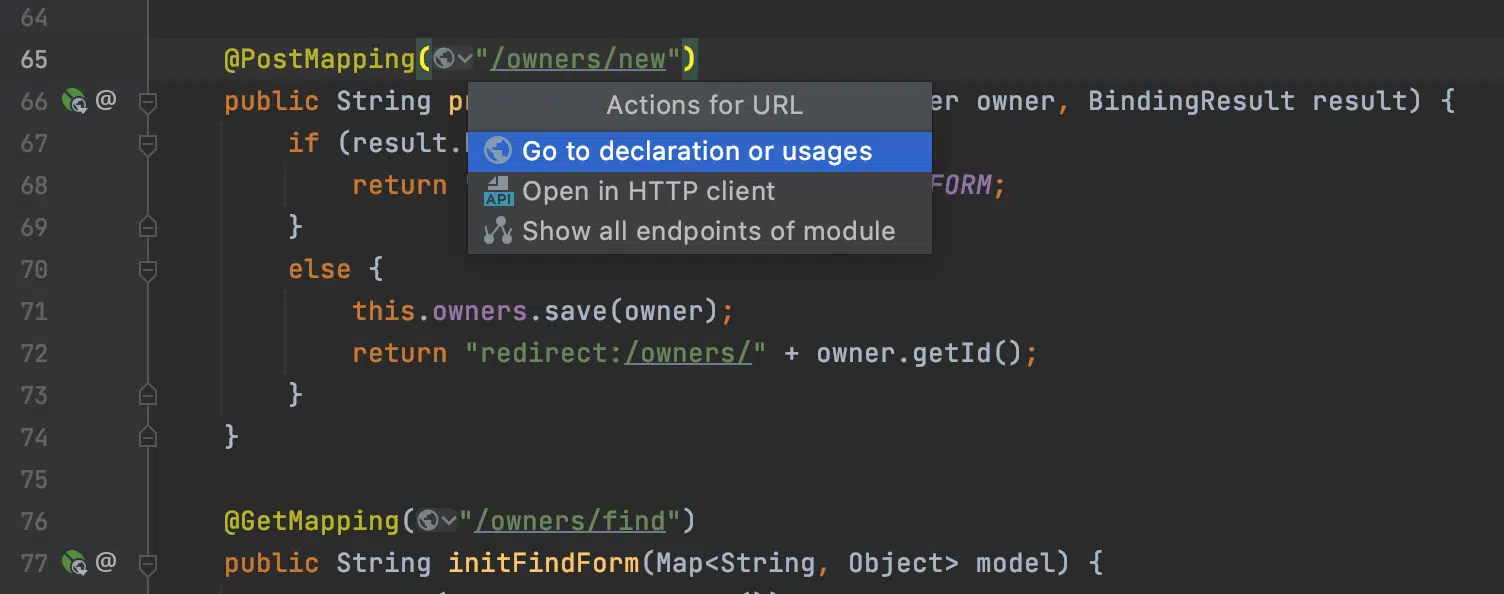 64
65 @PostMapping("/owners/new")
66 @ public String pr er owner, BindingResult result) {
Actions for URL
67 if (result.
Go to declaration or usages
68 return " FORM;
API Open in HTTP client
69 }
Show all endpoints of module
70 else {
71 this.owners.save(owner);
72 return "redirect:/owners/" + owner.getId();
73 }
74 }
75
76 @GetMapping("/owners/find")
77 @ public String initFindForm(Map<String, Object> model) {